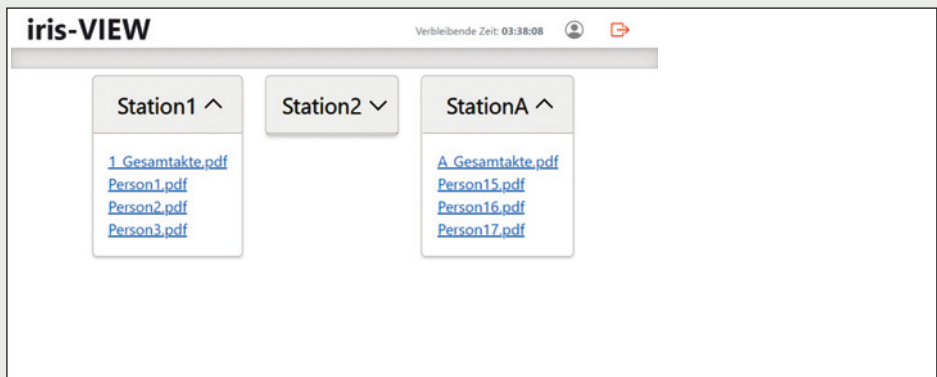 iris-VIEW
Verbleibende Zeit: 03:38:08
Station1
1_Gesamtakte.pdf
Person1.pdf
Person2.pdf
Person3.pdf
Station2
StationA
A_Gesamtakte.pdf
Person15.pdf
Person16.pdf
Person17.pdf